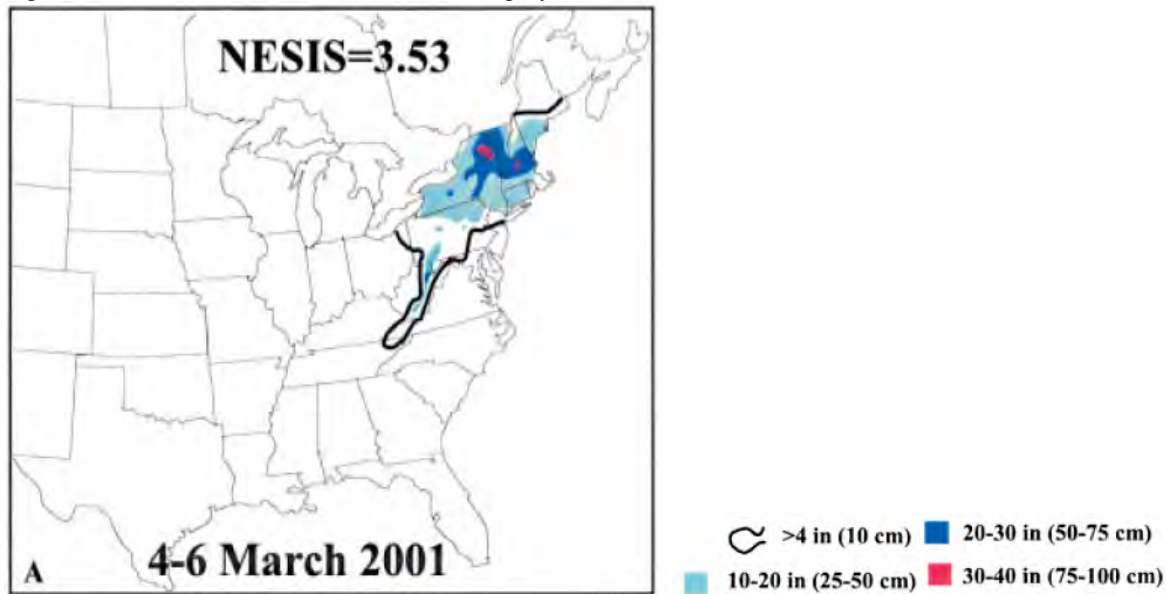 NESIS=3.53
4-6 March 2001
A
>4 in (10 cm)
20-30 in (50-75 cm)
10-20 in (25-50 cm)
30-40 in (75-100 cm)